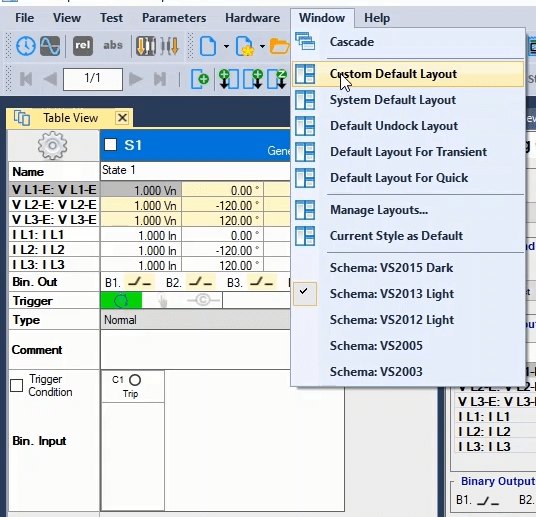 File View Test Parameters Hardware Window Help
rel abs
1/1
Cascade
Custom Default Layout
System Default Layout
Default Undock Layout
Default Layout For Transient
Default Layout For Quick
Manage Layouts...
Current Style as Default
Schema: VS2015 Dark
Schema: VS2013 Light
Schema: VS2012 Light
Schema: VS2005
Schema: VS2003
Table View
S1
Name State 1
V L1-E: V L1-E 1.000 Vn 0.00 °
V L2-E: V L2-E 1.000 Vn -120.00 °
V L3-E: V L3-E 1.000 Vn 120.00 °
I L1: I L1 1.000 In 0.00 °
I L2: I L2 1.000 In -120.00 °
I L3: I L3 1.000 In 120.00 °
Bin. Out B1. B2. B3.
Trigger
Type Normal
Comment
Trigger Condition
C1
Trip
Bin. Input
V L3-E: V L3-
I L1: I L1
I L2: I L2
I L3: I L3
Binary Output
B1. B2.